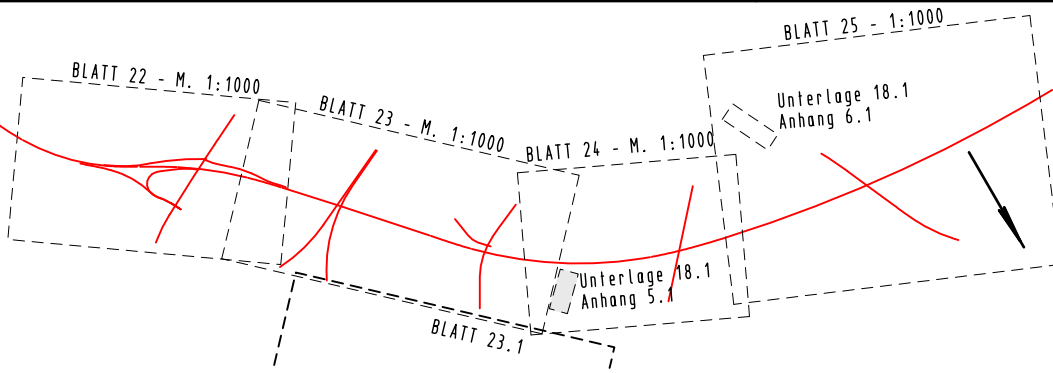 BLATT 22 - M. 1:1000
BLATT 23 - M. 1:1000
BLATT 24 - M. 1:1000
BLATT 25 - 1:1000
Unterlage 18.1
Anhang 6.1
Unterlage 18.1
Anhang 5.1
BLATT 23.1